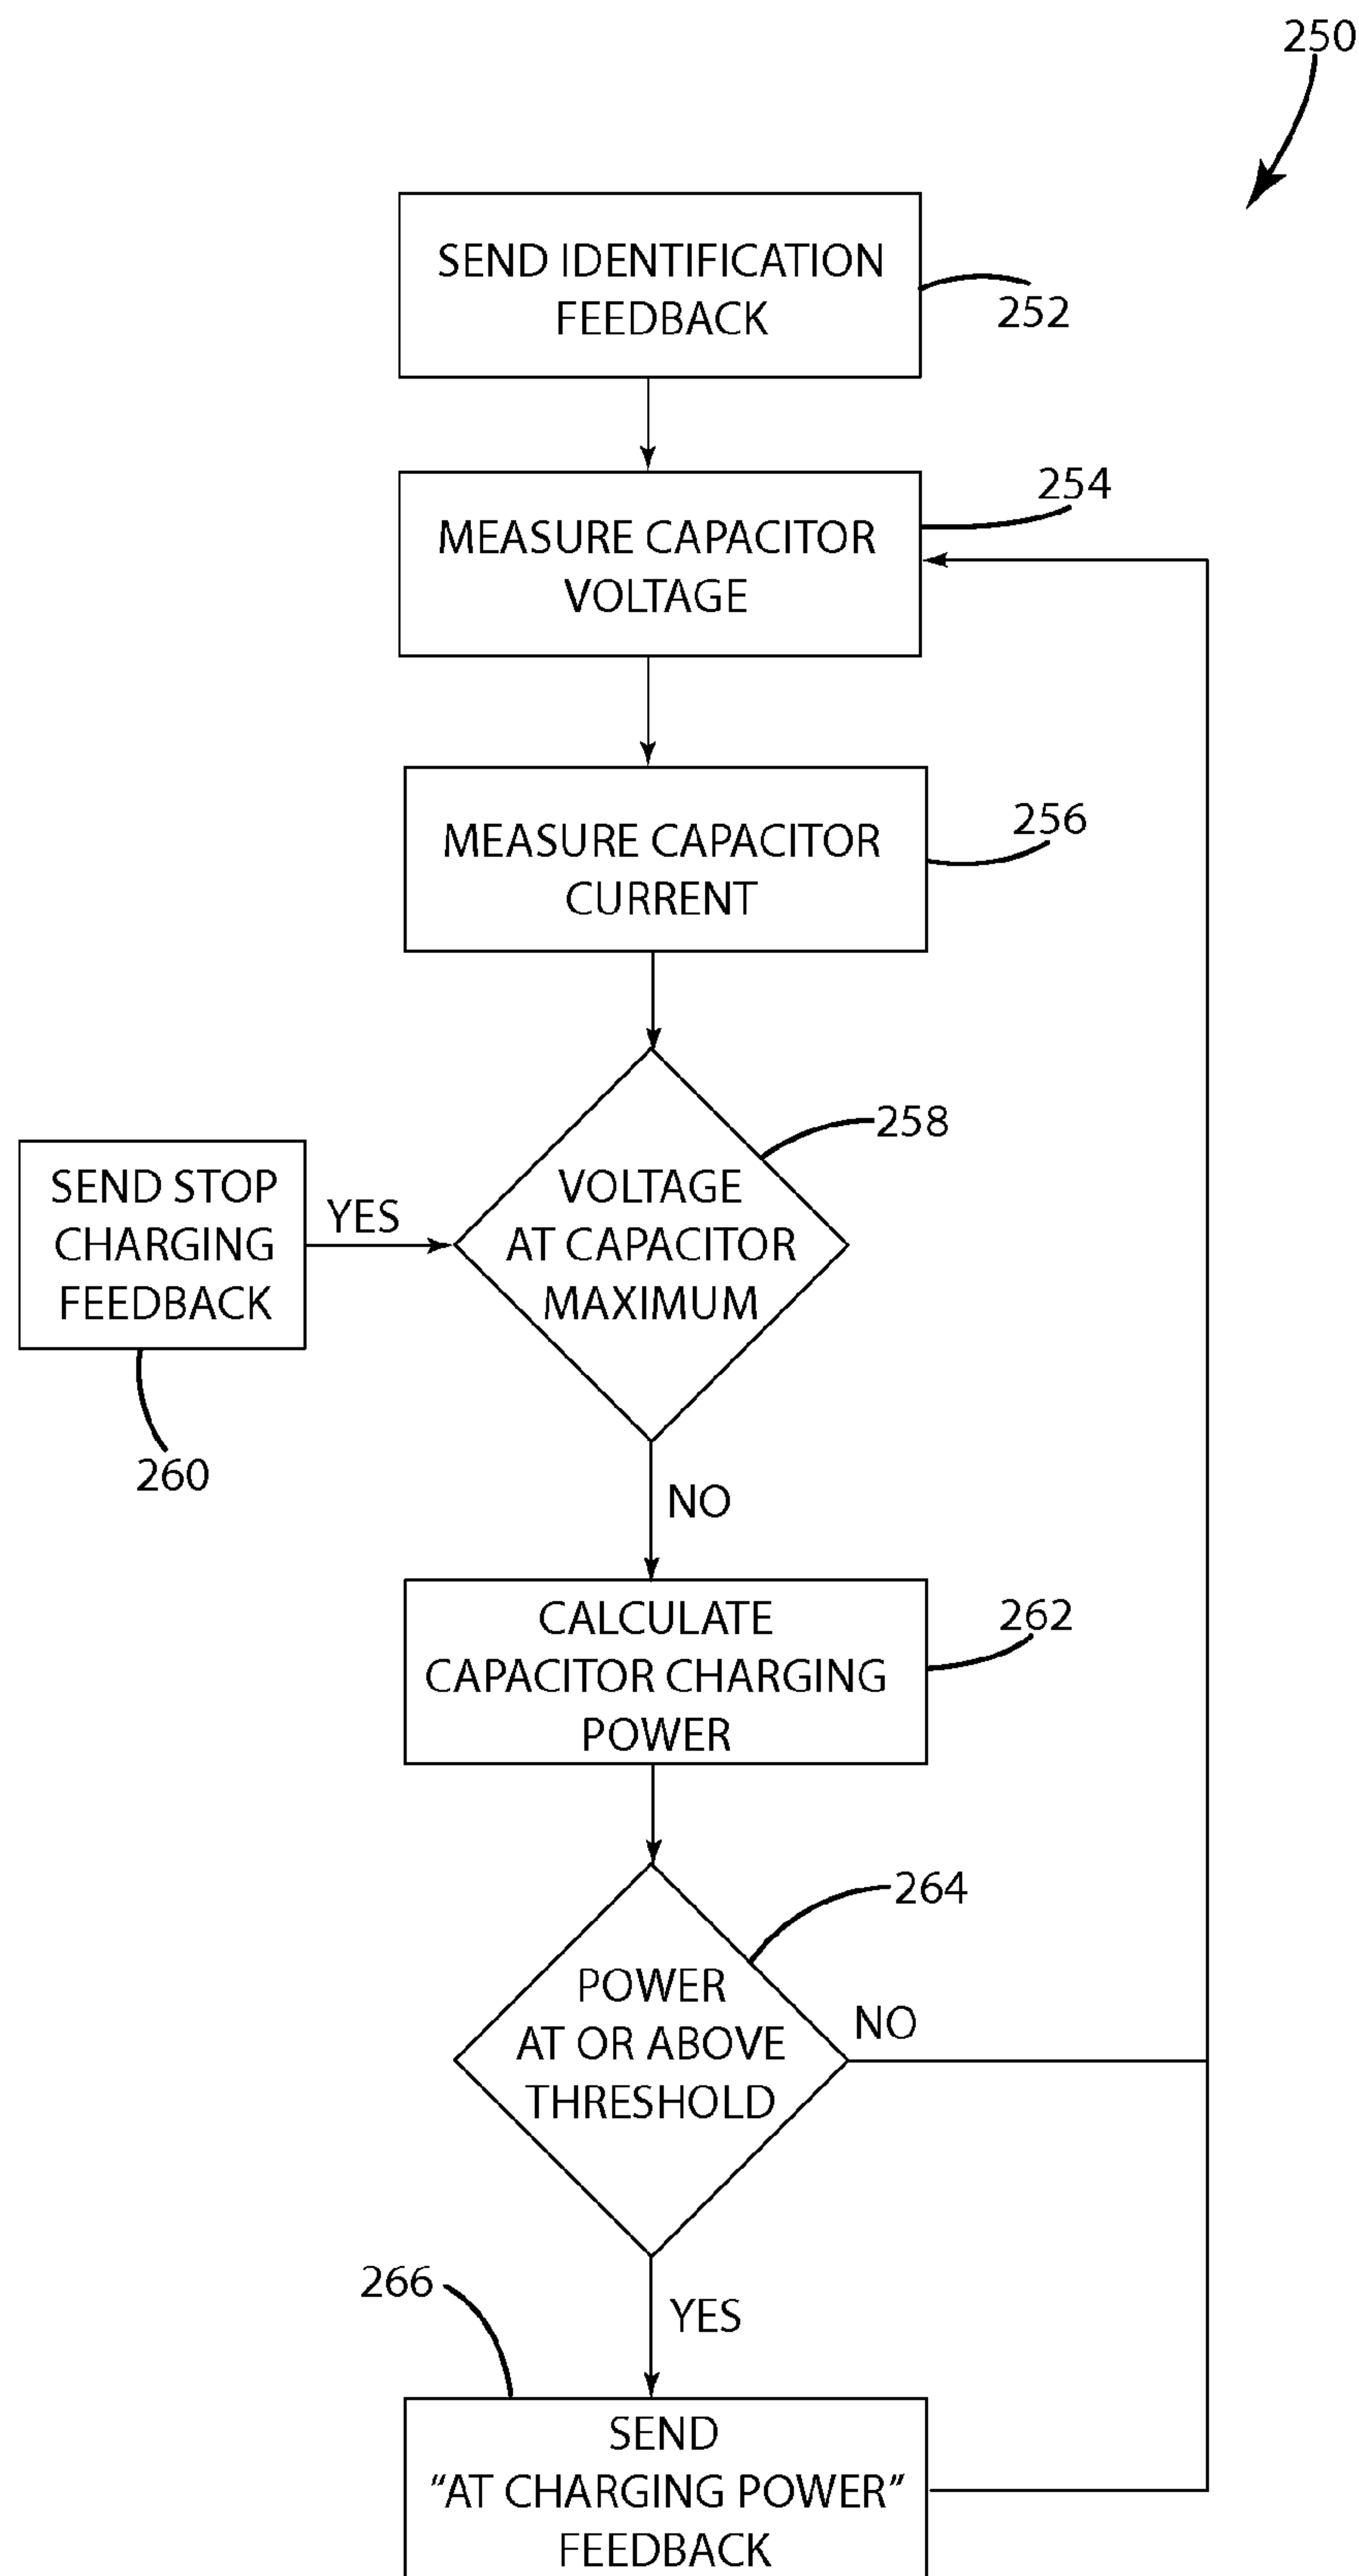 250
SEND IDENTIFICATION
FEEDBACK
252
254
MEASURE CAPACITOR
VOLTAGE
256
MEASURE CAPACITOR
CURRENT
258
VOLTAGE
AT CAPACITOR
MAXIMUM
SEND STOP
CHARGING
FEEDBACK
YES
260
NO
CALCULATE
CAPACITOR CHARGING
POWER
262
264
POWER
AT OR ABOVE
THRESHOLD
NO
266
YES
SEND
"AT CHARGING POWER"
FEEDBACK